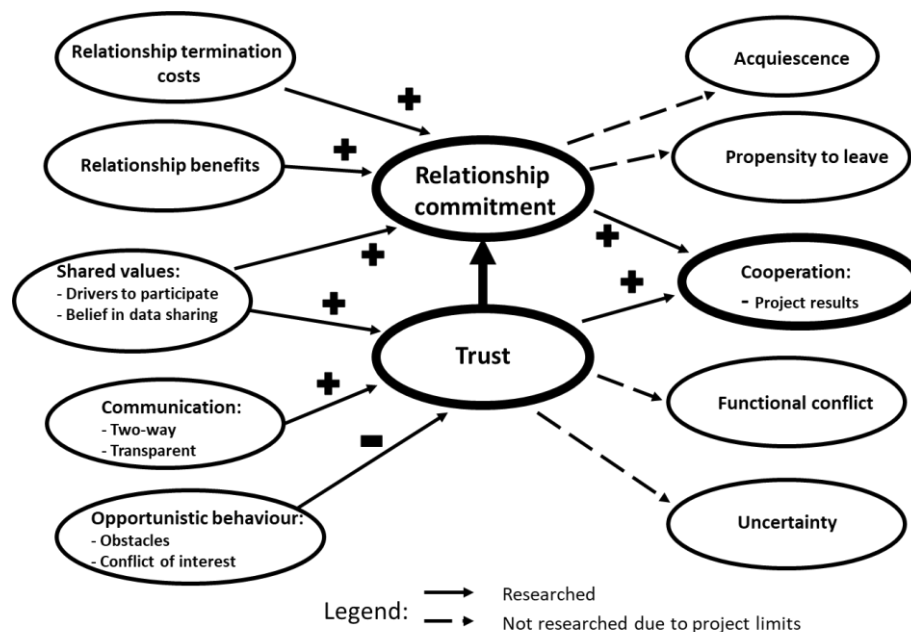 Relationship termination
costs
Relationship benefits
Shared values:
- Drivers to participate
- Belief in data sharing
Communication:
- Two-way
- Transparent
Opportunistic behaviour:
- Obstacles
- Conflict of interest
+
+
+
+
+
-
Relationship
commitment
Trust
+
+
Acquiescence
Propensity to leave
Cooperation:
- Project results
Functional conflict
Uncertainty
Legend:
Researched
Not researched due to project limits